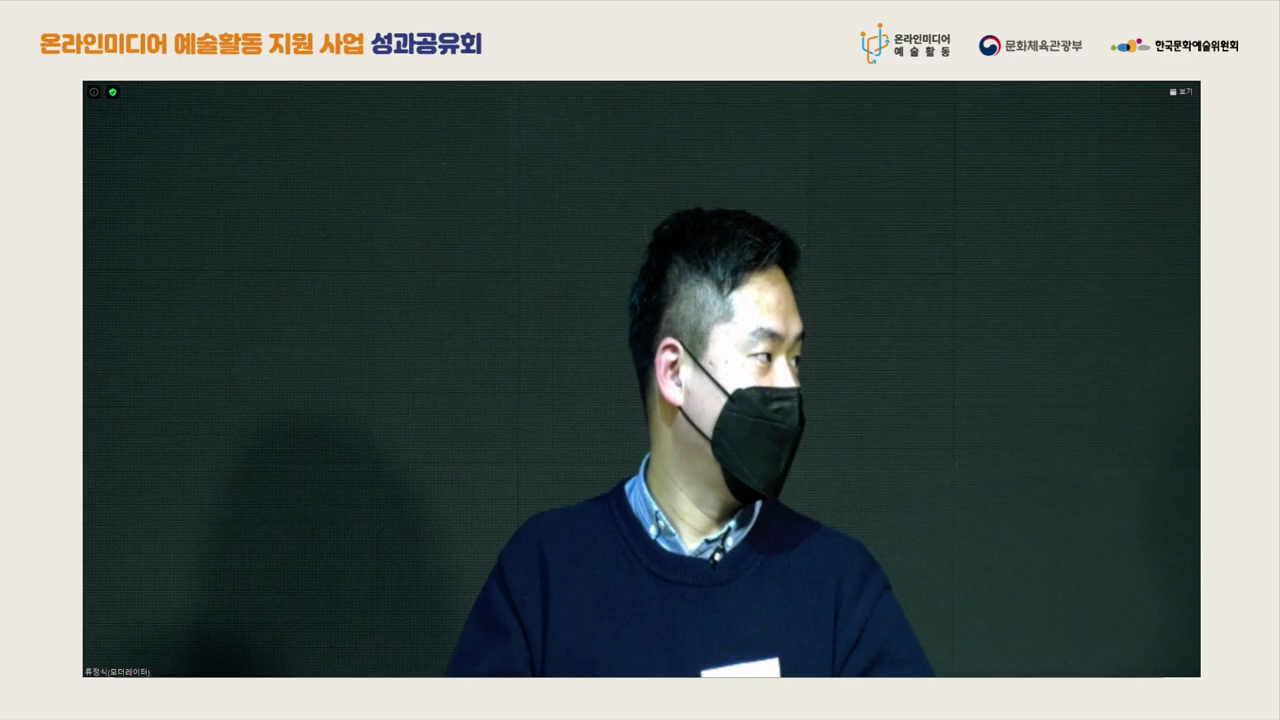 온라인미디어 예술활동 지원 사업 성과공유회
온라인미디어
예술활동
문화체육관광부
한국문화예술위원회
보기
류정식(모더레이터)